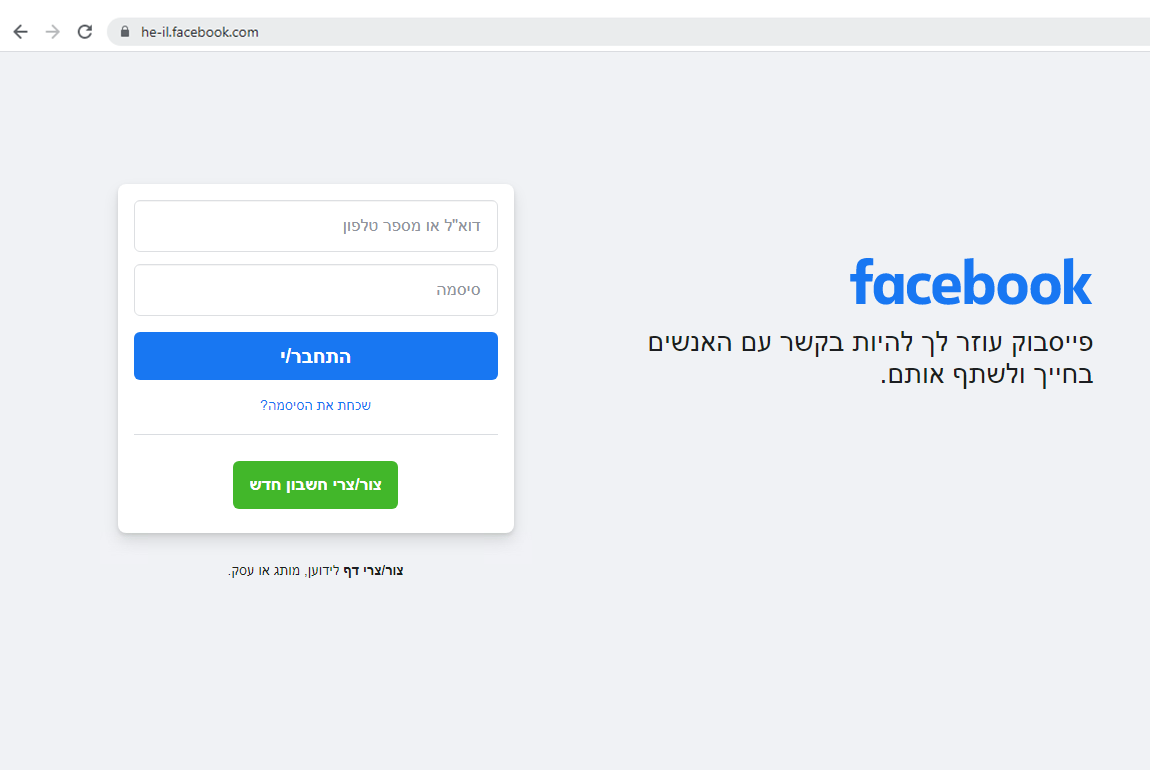 he-il.facebook.com
facebook
פייסבוק עוזר לך להיות בקשר עם האנשים
בחייך ולשתף אותם.
דוא"ל או מספר טלפון
סיסמה
התחבר/י
שכחת את הסיסמה?
צור/צרי חשבון חדש
צור/צרי דף לידוען, מותג או עסק.